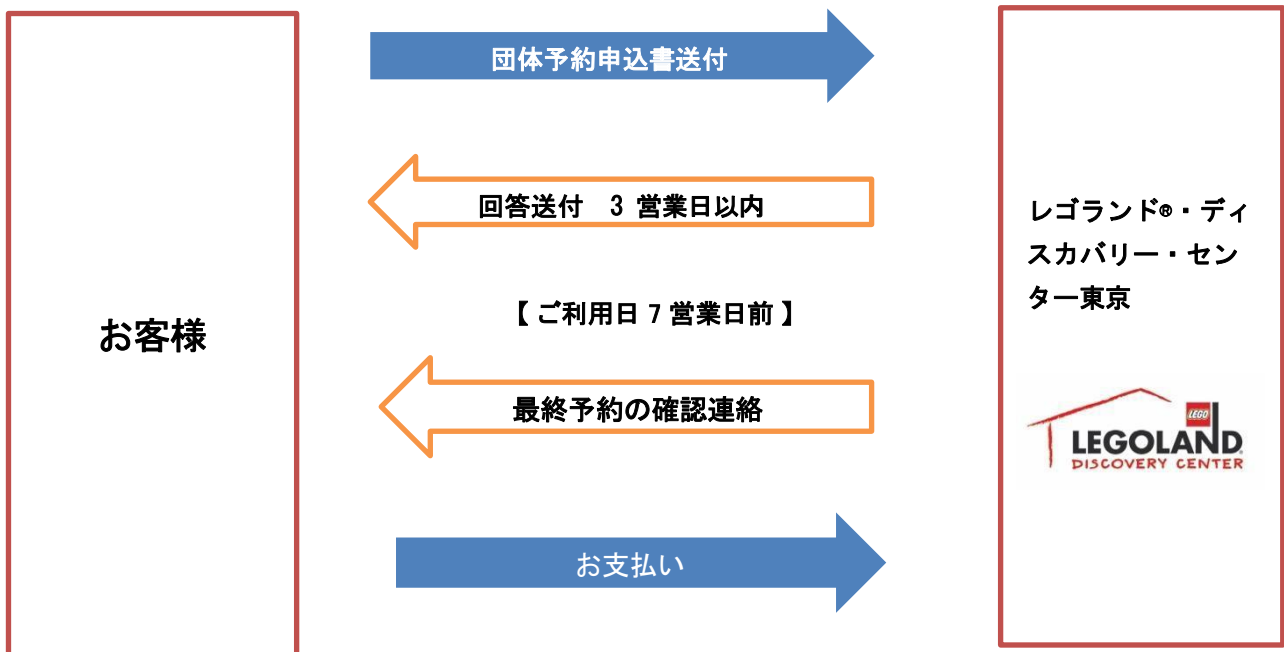 団体予約申込書送付
回答送付　3 営業日以内
【 ご利用日 7 営業日前 】
最終予約の確認連絡
お支払い
お客様
レゴランド®・ディ
スカバリー・セン
ター東京
LEGO
LEGOLAND
DISCOVERY CENTER